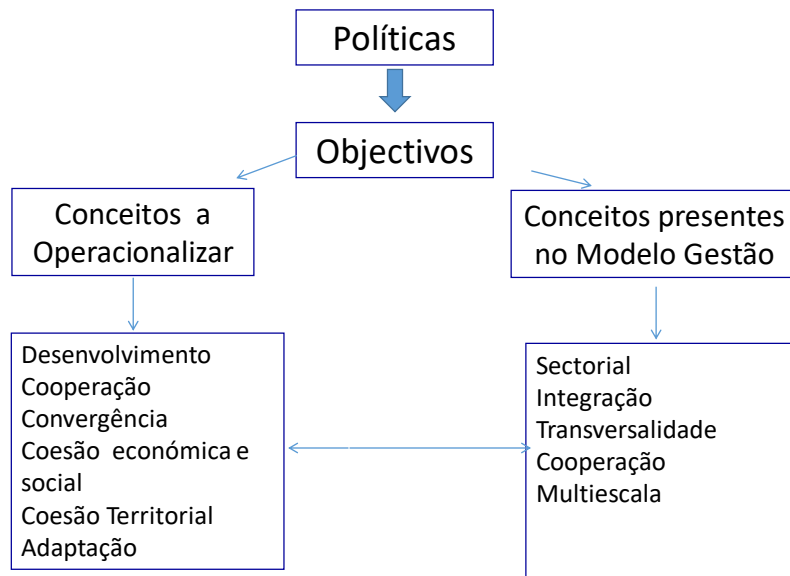 Políticas
Objectivos
Conceitos a
Operacionalizar
Conceitos presentes
no Modelo Gestão
Desenvolvimento
Cooperação
Convergência
Coesão económica e
social
Coesão Territorial
Adaptação
Sectorial
Integração
Transversalidade
Cooperação
Multiescala